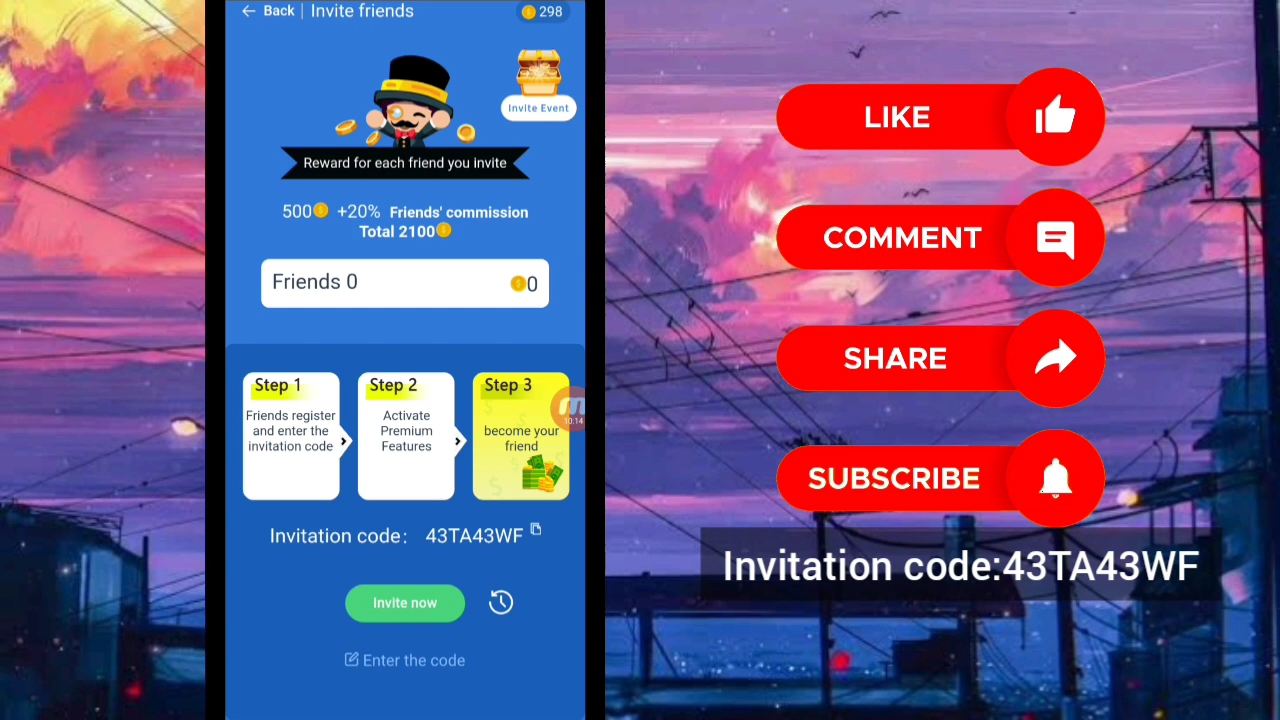 Back | Invite friends
298
Invite Event
Reward for each friend you invite
500 +20% Friends' commission
Total 2100
Friends 0
0
Step 1
Friends register
and enter the
invitation code
Step 2
Activate
Premium
Features
Step 3
become your
friend
10:14
Invitation code: 43TA43WF
Invite now
Enter the code
LIKE
COMMENT
SHARE
SUBSCRIBE
Invitation code:43TA43WF